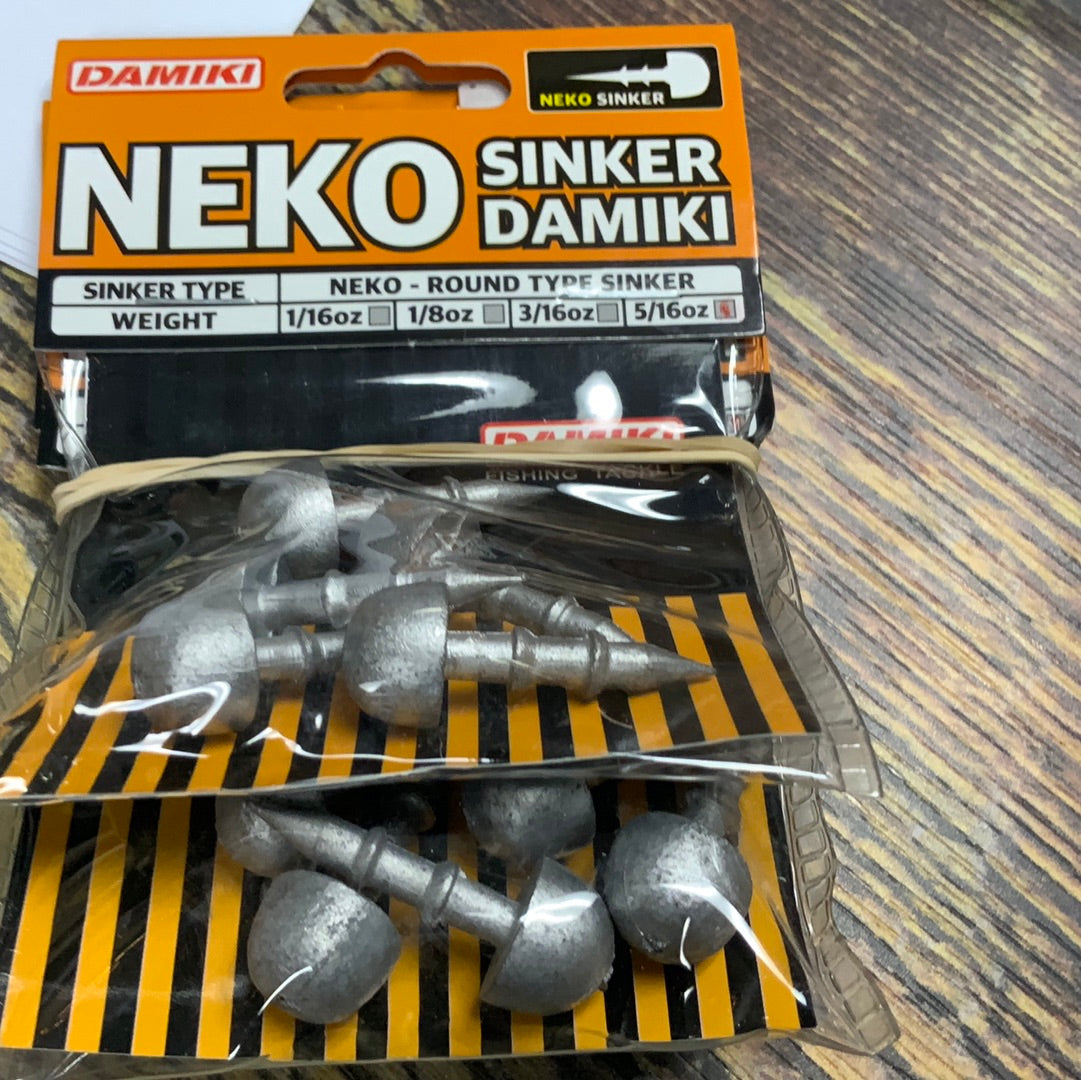 DAMIKI
NEKO SINKER
NEKO SINKER
DAMIKI
SINKER TYPE NEKO - ROUND TYPE SINKER
WEIGHT 1/16oz 1/8oz 3/16oz 5/16oz
DAMIKI
FISHING TACKLE